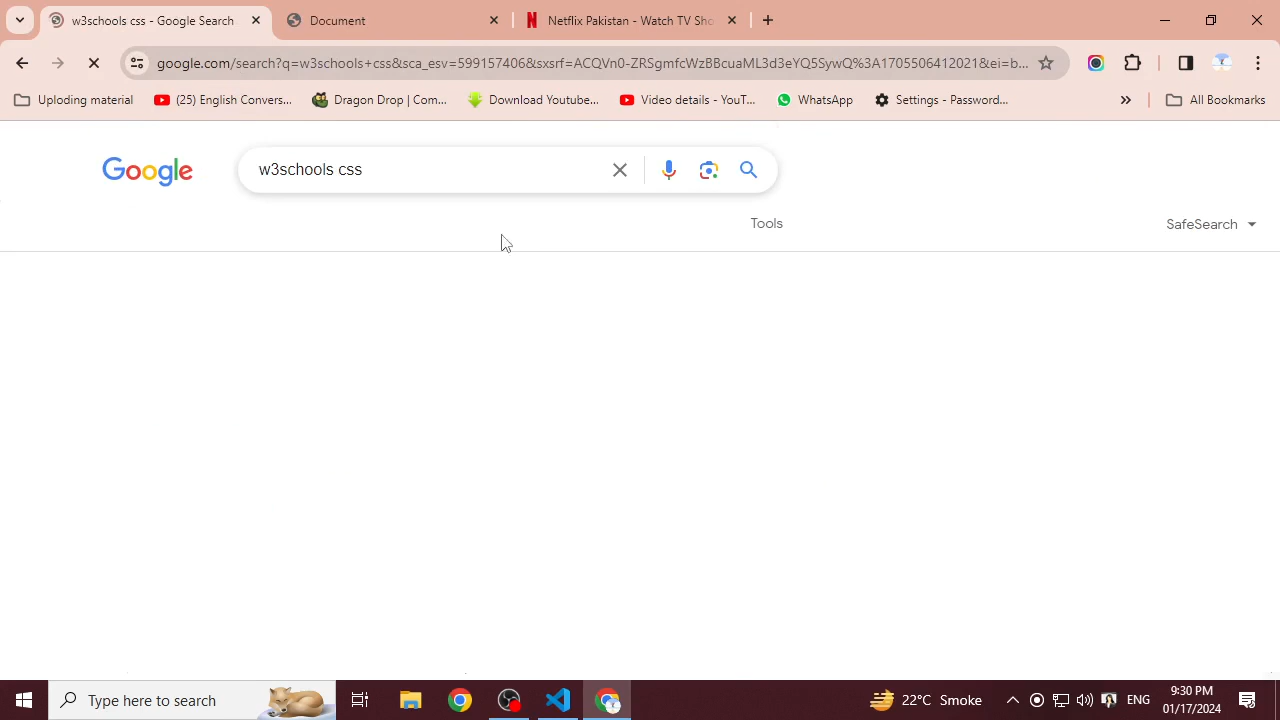 w3schools css - Google Search
Document
Netflix Pakistan - Watch TV Sho
google.com/search?q=w3schools+css&sca_esv=599157406&sxsrf=ACQVn0-ZRSgmfcWzBBcuaML3d3eYQ5SywQ%3A1705506412021&ei=b...
Uploding material
(25) English Convers...
Dragon Drop | Com...
Download Youtube...
Video details - YouT...
WhatsApp
Settings - Password...
»
All Bookmarks
Google
w3schools css
Tools
SafeSearch
Type here to search
22°C Smoke
ENG
9:30 PM
01/17/2024